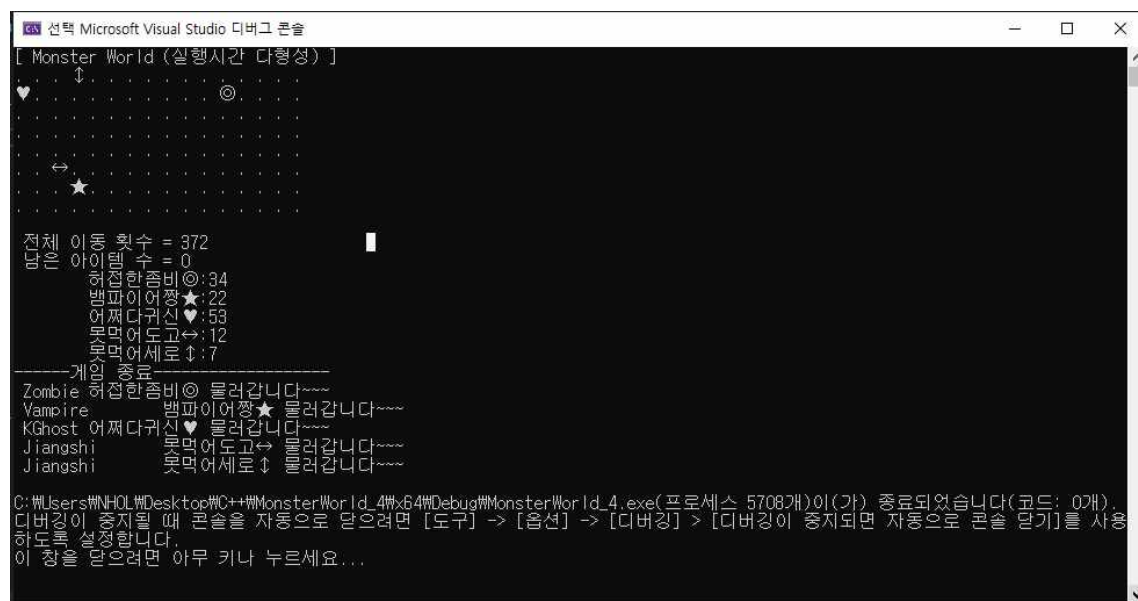 선택 Microsoft Visual Studio 디버그 콘솔
[ Monster World (실행시간 다형성) ]
. . . ↕. . . . . . . . . . . .
♥. . . . . . . . . . ◎. . . .
. . . . . . . . . . . . . . . .
. . . . . . . . . . . . . . . .
. . . . . . . . . . . . . . . .
. . ↔. . . . . . . . . . . . .
. . . ★. . . . . . . . . . . .
. . . . . . . . . . . . . . . .
전체 이동 횟수 = 372
남은 아이템 수 = 0
허접한좀비◎:34
뱀파이어짱★:22
어쩌다귀신♥:53
못먹어도고↔:12
못먹어세로↕:7
------게임 종료-------------------
Zombie 허접한좀비◎ 물러갑니다~~~
Vampire 뱀파이어짱★ 물러갑니다~~~
KGhost 어쩌다귀신♥ 물러갑니다~~~
Jiangshi 못먹어도고↔ 물러갑니다~~~
Jiangshi 못먹어세로↕ 물러갑니다~~~
C:₩Users₩NHOL₩Desktop₩C++₩MonsterWorld_4₩x64₩Debug₩MonsterWorld_4.exe(프로세스 5708개)이(가) 종료되었습니다(코드: 0개).
디버깅이 중지될 때 콘솔을 자동으로 닫으려면 [도구] -> [옵션] -> [디버깅] > [디버깅이 중지되면 자동으로 콘솔 닫기]를 사용
하도록 설정합니다.
이 창을 닫으려면 아무 키나 누르세요...